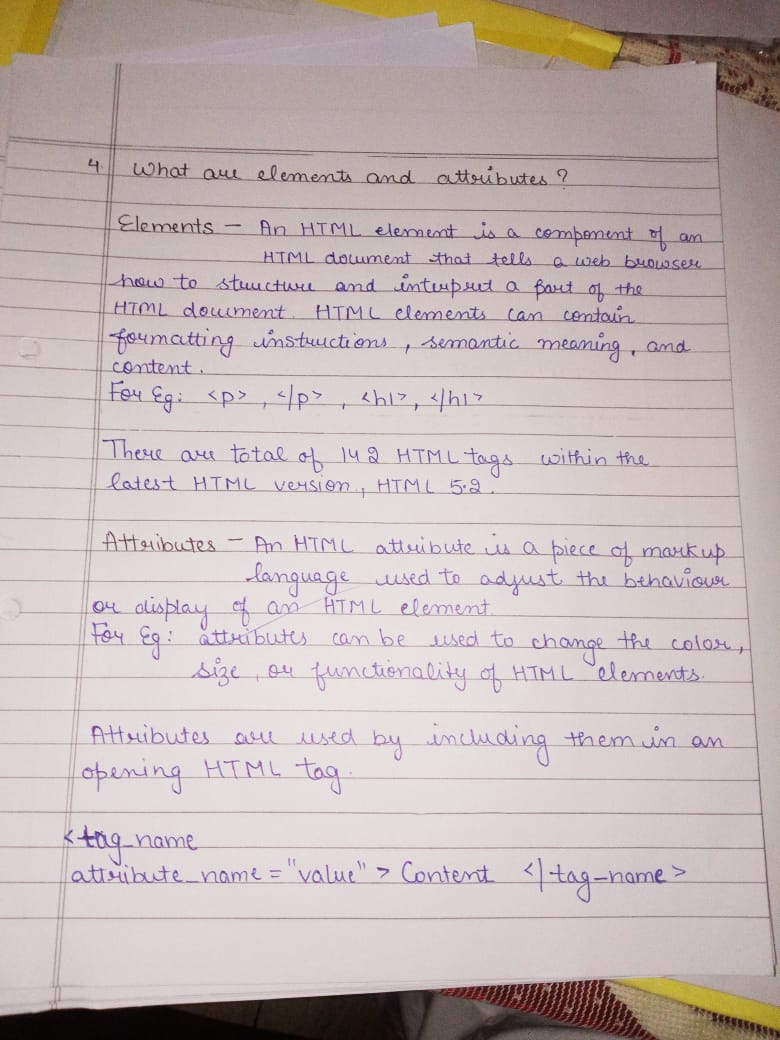 4. What are elements and attributes?
Elements – An HTML element is a component of an
HTML document that tells a web browser
how to structure and interpret a part of the
HTML document. HTML elements can contain
formatting instructions, semantic meaning, and
content.
For Eg: <p>, </p>, <h1>, </h1>
There are total of 142 HTML tags within the
latest HTML version, HTML 5.2.
Attributes – An HTML attribute is a piece of markup
language used to adjust the behaviour
or display of an HTML element.
For Eg: attributes can be used to change the color,
size, or functionality of HTML elements.
Attributes are used by including them in an
opening HTML tag.
<tag_name
attribute_name = "value" > Content </tag-name>